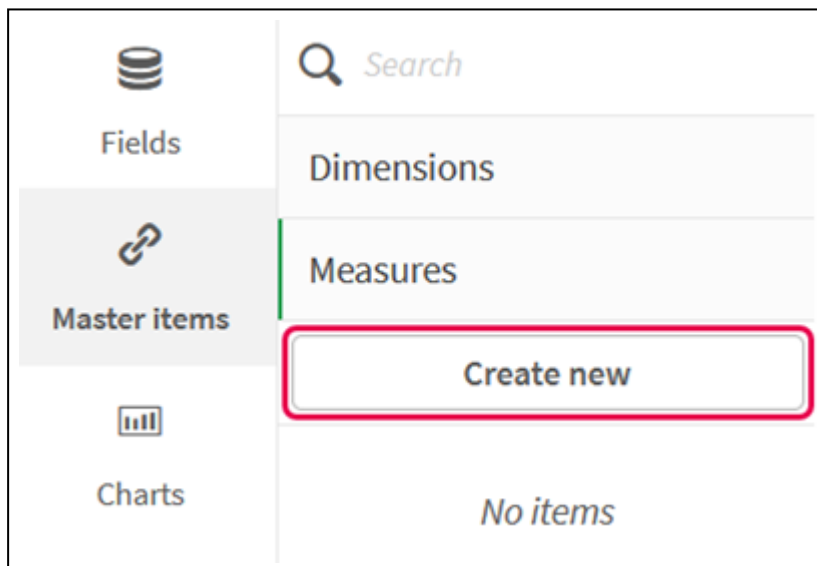 Search
Fields
Dimensions
Measures
Master items
Create new
Charts
No items